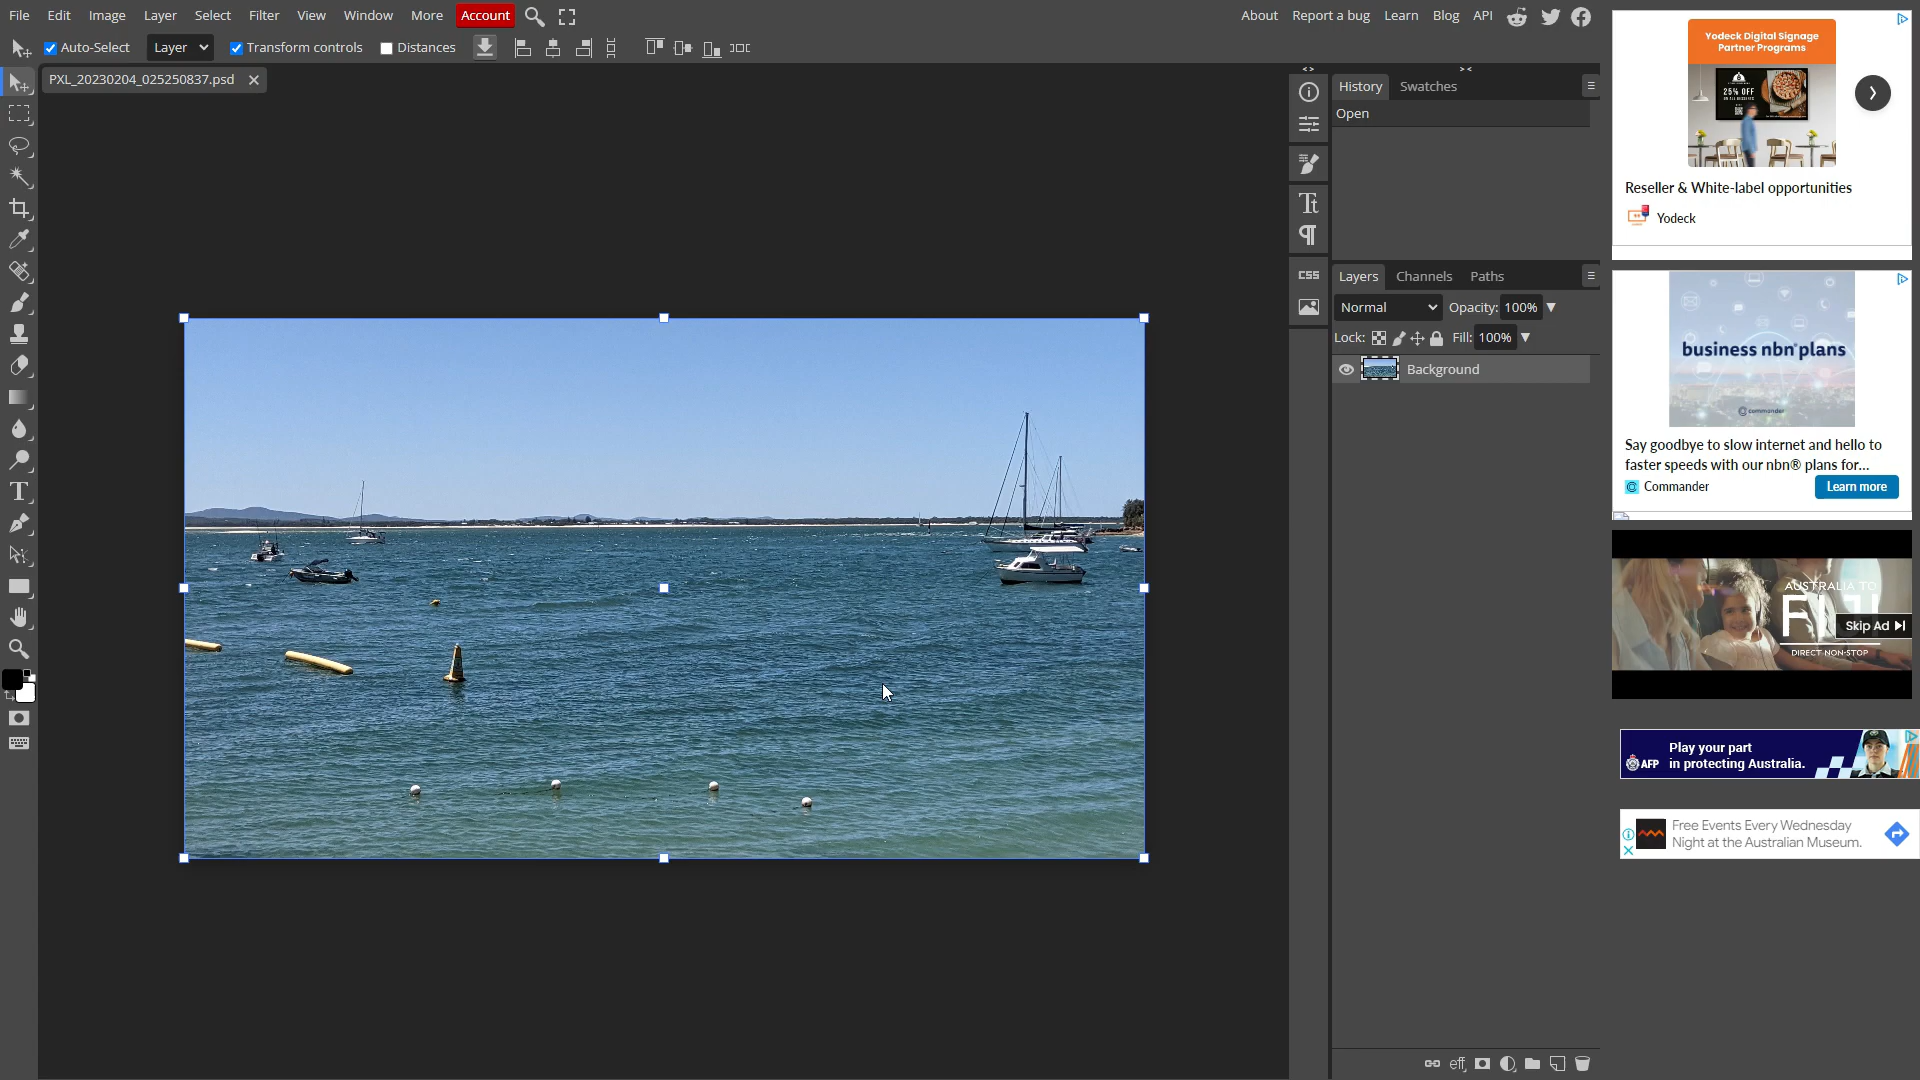 File Edit Image Layer Select Filter View Window More Account
About Report a bug Learn Blog API
Auto-Select Layer Transform controls Distances
PXL_20230204_025250837.psd
History Swatches
Open
CSS
Layers Channels Paths
Normal Opacity: 100%
Lock: Fill: 100%
Background
eff
Yodeck Digital Signage
Partner Programs
25% OFF
Reseller & White-label opportunities
Yodeck
business nbn® plans
commander
Say goodbye to slow internet and hello to
faster speeds with our nbn® plans for...
Commander
Learn more
AUSTRALIA TO
FIJI
Skip Ad
DIRECT NON-STOP
Play your part
AFP in protecting Australia.
Free Events Every Wednesday
Night at the Australian Museum.